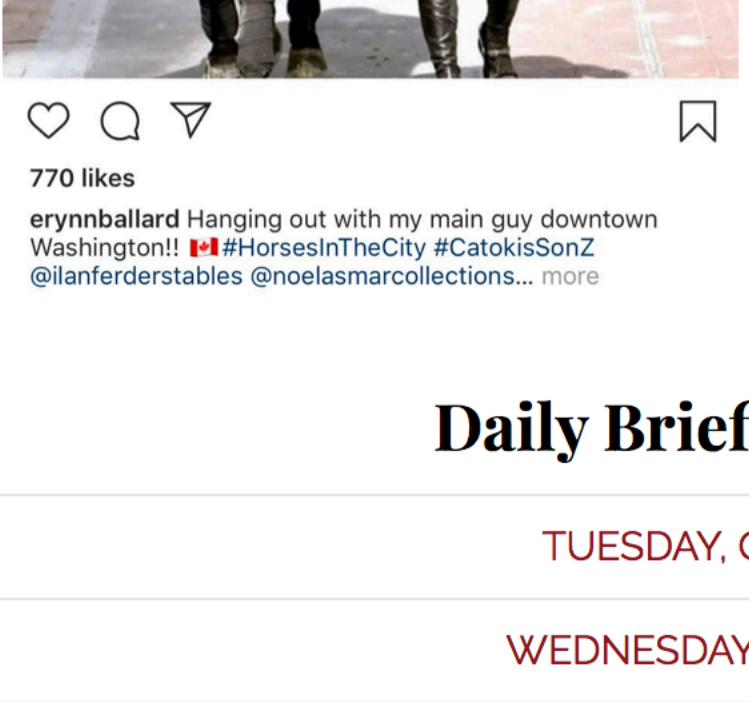 770 likes
erynnballard Hanging out with my main guy downtown
Washington!! 🇨🇦#HorsesInTheCity #CatokisSonZ
@ilanferderstables @noelasmarcollections... more
Daily Brief
TUESDAY,
WEDNESDAY